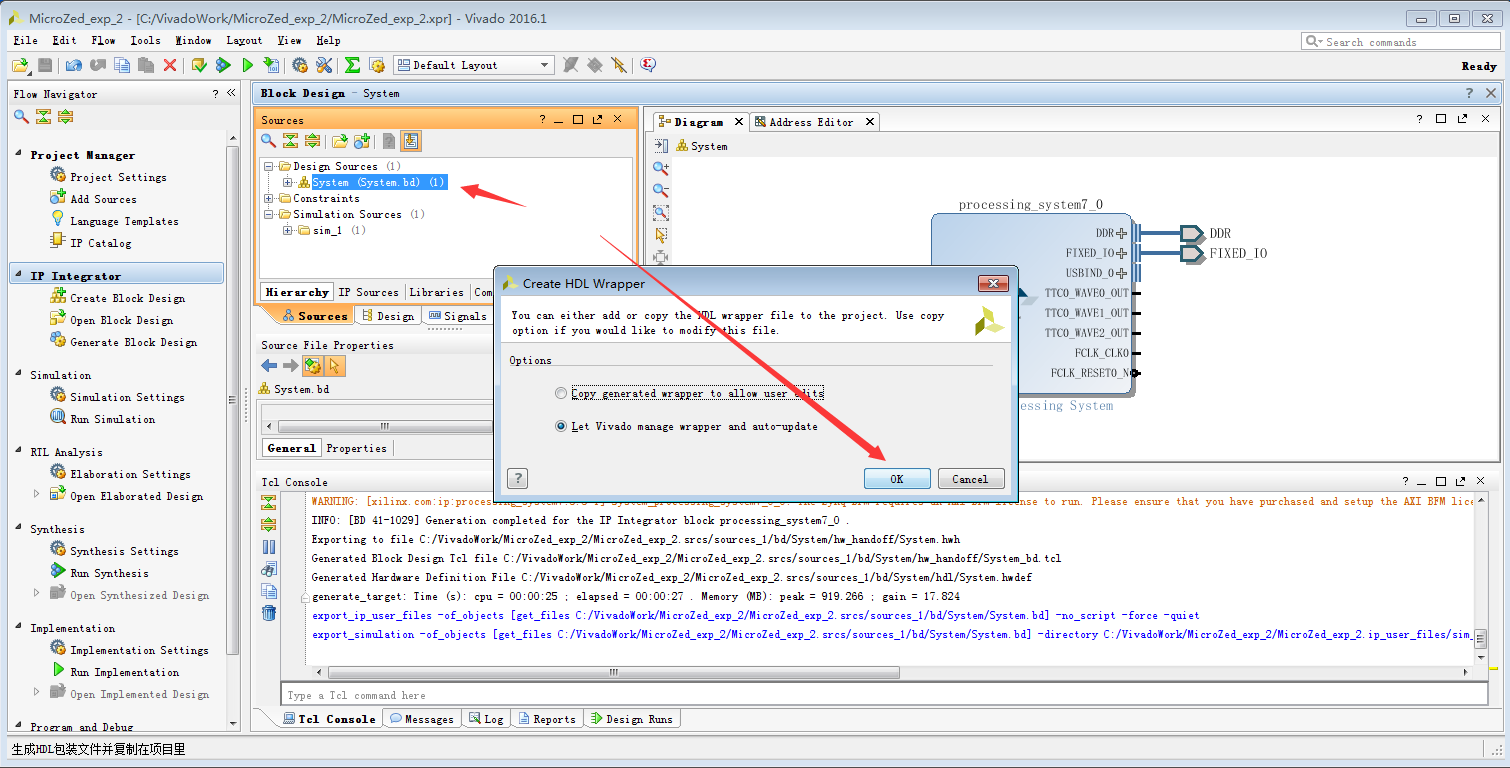 MicroZed_exp_2 - [C:/VivadoWork/MicroZed_exp_2/MicroZed_exp_2.xpr] - Vivado 2016.1
File Edit Flow Tools Window Layout View Help
Search commands
Default Layout
Ready
Flow Navigator
Project Manager
Project Settings
Add Sources
Language Templates
IP Catalog
IP Integrator
Create Block Design
Open Block Design
Generate Block Design
Simulation
Simulation Settings
Run Simulation
RTL Analysis
Elaboration Settings
Open Elaborated Design
Synthesis
Synthesis Settings
Run Synthesis
Open Synthesized Design
Implementation
Implementation Settings
Run Implementation
Open Implemented Design
Program and Debug
Block Design - System
Sources
Design Sources (1)
System (System.bd) (1)
Constraints
Simulation Sources (1)
sim_1 (1)
Hierarchy IP Sources Libraries Com
Sources Design Signals
Source File Properties
System.bd
General Properties
Diagram Address Editor
System
processing_system7_0
DDR
FIXED_IO
USBIND_0
TTC0_WAVE0_OUT
TTC0_WAVE1_OUT
TTC0_WAVE2_OUT
FCLK_CLK0
FCLK_RESET0_N
DDR
FIXED_IO
essing System
Create HDL Wrapper
You can either add or copy the HDL wrapper file to the project. Use copy
option if you would like to modify this file.
Options
Copy generated wrapper to allow user edits
Let Vivado manage wrapper and auto-update
OK Cancel
Tcl Console
WARNING: [xilinx.com:ip:processing_system7: license to run. Please ensure that you have purchased and setup the AXI BFM lice
INFO: [BD 41-1029] Generation completed for the IP Integrator block processing_system7_0 .
Exporting to file C:/VivadoWork/MicroZed_exp_2/MicroZed_exp_2.srcs/sources_1/bd/System/hw_handoff/System.hwh
Generated Block Design Tcl file C:/VivadoWork/MicroZed_exp_2/MicroZed_exp_2.srcs/sources_1/bd/System/hw_handoff/System_bd.tcl
Generated Hardware Definition File C:/VivadoWork/MicroZed_exp_2/MicroZed_exp_2.srcs/sources_1/bd/System/hdl/System.hwdef
generate_target: Time (s): cpu = 00:00:25 ; elapsed = 00:00:27 . Memory (MB): peak = 919.266 ; gain = 17.824
export_ip_user_files -of_objects [get_files C:/VivadoWork/MicroZed_exp_2/MicroZed_exp_2.srcs/sources_1/bd/System/System.bd] -no_script -force -quiet
export_simulation -of_objects [get_files C:/VivadoWork/MicroZed_exp_2/MicroZed_exp_2.srcs/sources_1/bd/System/System.bd] -directory C:/VivadoWork/MicroZed_exp_2/MicroZed_exp_2.ip_user_files/sim_
Type a Tcl command here
Tcl Console Messages Log Reports Design Runs
生成HDL包装文件并复制在项目里